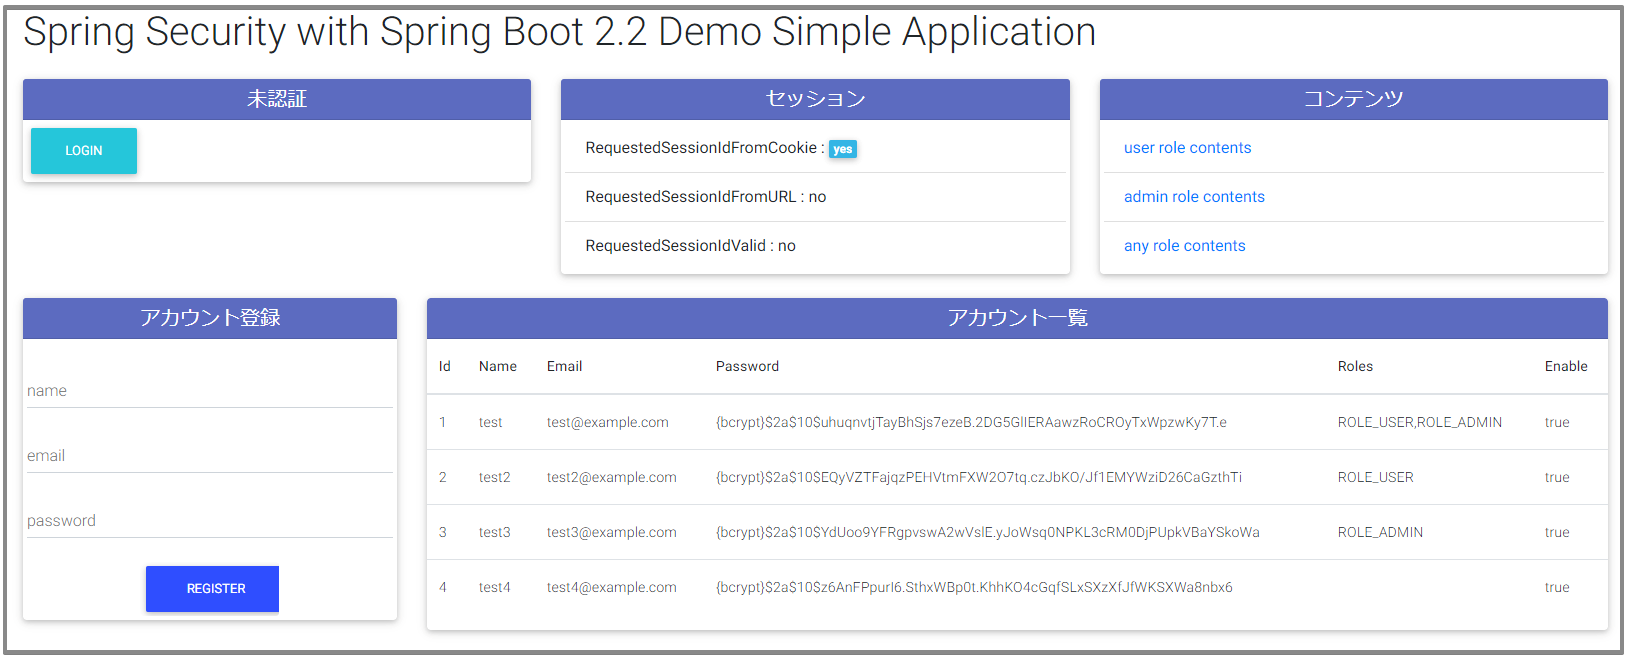 Spring Security with Spring Boot 2.2 Demo Simple Application
未認証
LOGIN
セッション
RequestedSessionIdFromCookie : yes
RequestedSessionIdFromURL : no
RequestedSessionIdValid : no
コンテンツ
user role contents
admin role contents
any role contents
アカウント登録
name
email
password
REGISTER
アカウント一覧
Id Name Email Password Roles Enable
1 test test@example.com {bcrypt}$2a$10$uhuqnvtjTayBhSjs7ezeB.2DG5GlIERAawzRoCROyTxWpzwKy7T.e ROLE_USER,ROLE_ADMIN true
2 test2 test2@example.com {bcrypt}$2a$10$EQyVZTFajqzPEHVtmFXW2O7tq.czJbKO/Jf1EMYWziD26CaGzthTi ROLE_USER true
3 test3 test3@example.com {bcrypt}$2a$10$YdUoo9YFRgpvswA2wVslE.yJoWsq0NPKL3cRM0DjPUpkVBaYSkoWa ROLE_ADMIN true
4 test4 test4@example.com {bcrypt}$2a$10$z6AnFPpurI6.SthxWBp0t.KhhKO4cGqfSLxSXzXfJfWKSXWa8nbx6 true